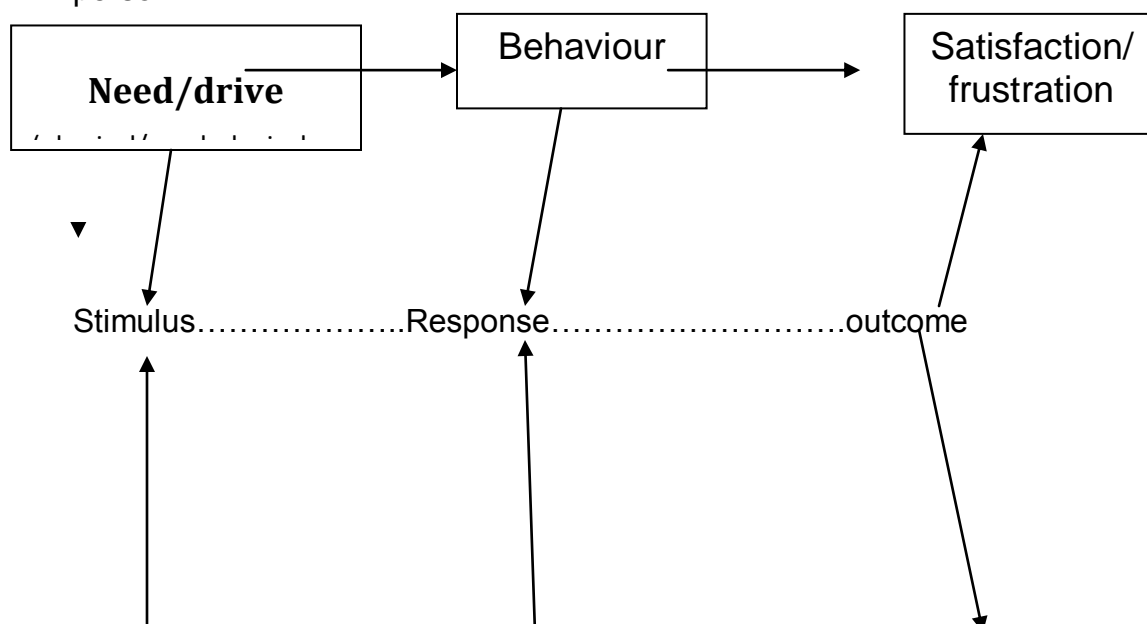 Need/drive
Behaviour
Satisfaction/
frustration
Stimulus………………..Response……………………….outcome